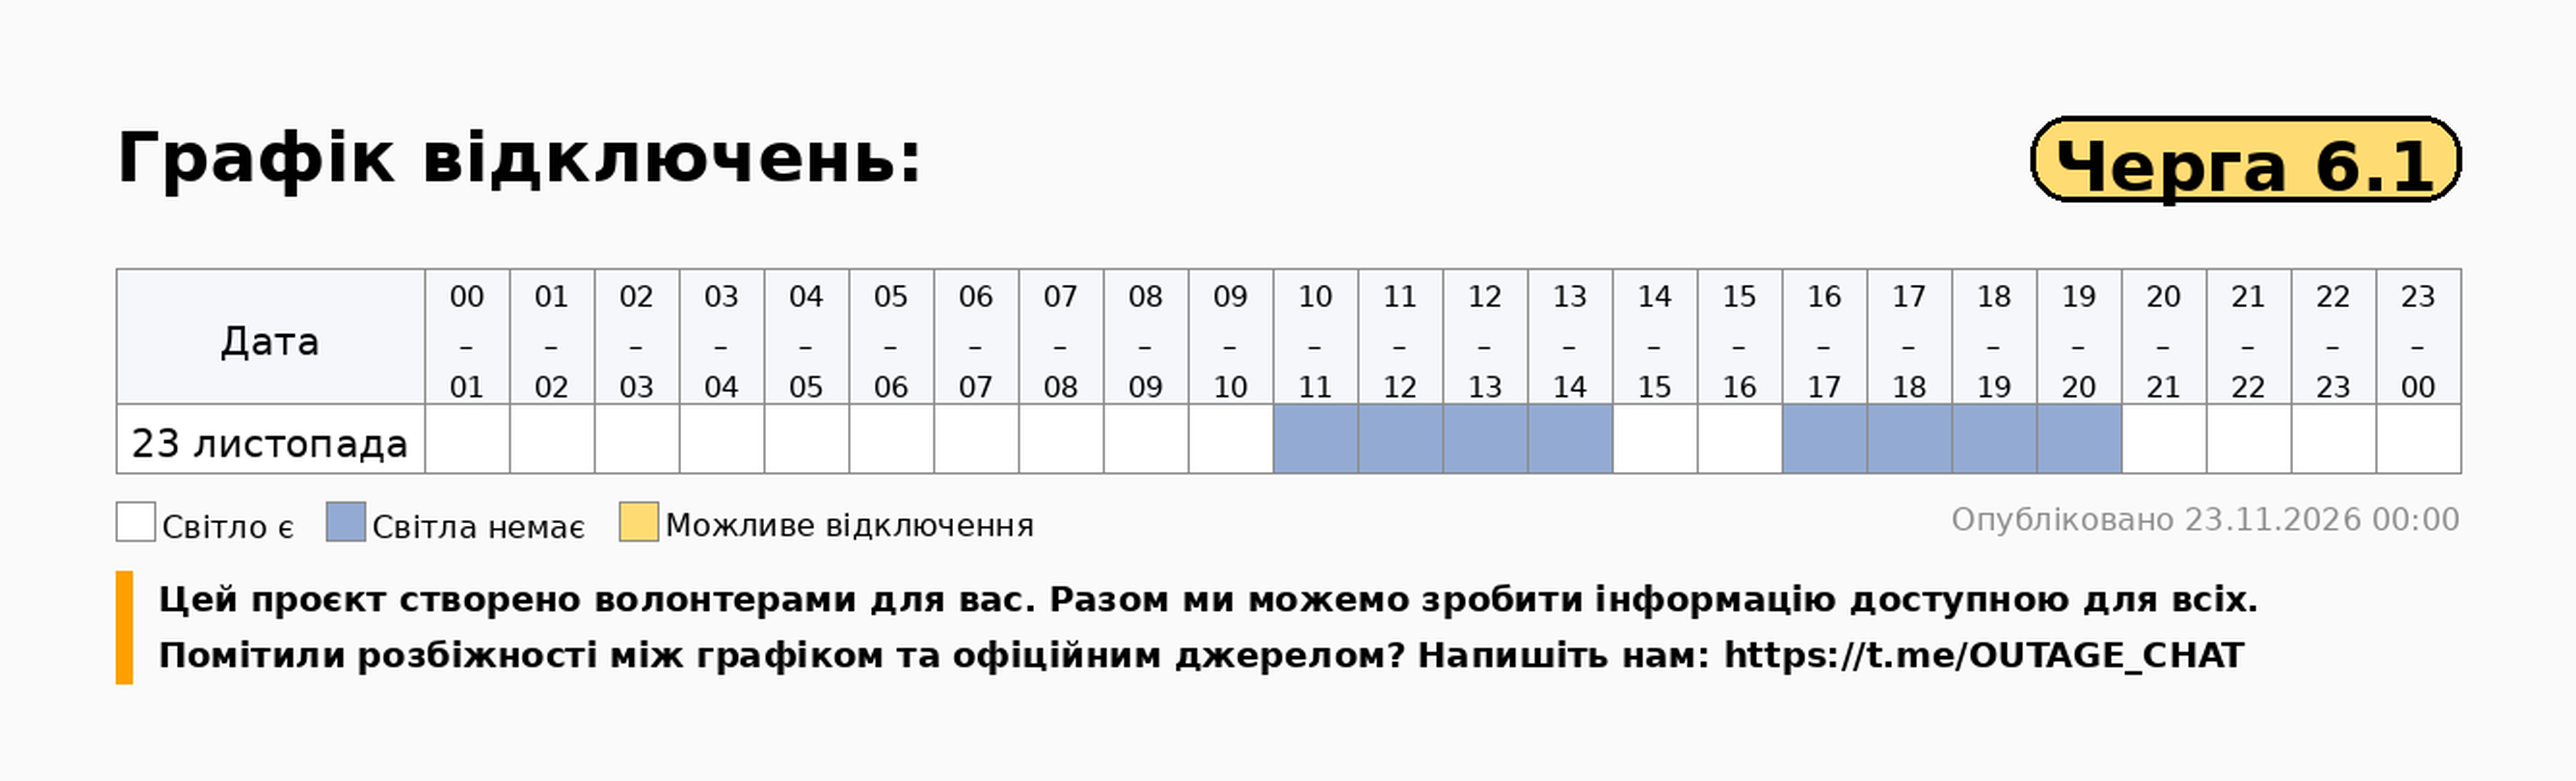 Графік відключень:
Черга 6.1
Дата 00–01 01–02 02–03 03–04 04–05 05–06 06–07 07–08 08–09 09–10 10–11 11–12 12–13 13–14 14–15 15–16 16–17 17–18 18–19 19–20 20–21 21–22 22–23 23–00
23 листопада
Світло є Світла немає Можливе відключення
Опубліковано 23.11.2026 00:00
Цей проєкт створено волонтерами для вас. Разом ми можемо зробити інформацію доступною для всіх.
Помітили розбіжності між графіком та офіційним джерелом? Напишіть нам: https://t.me/OUTAGE_CHAT